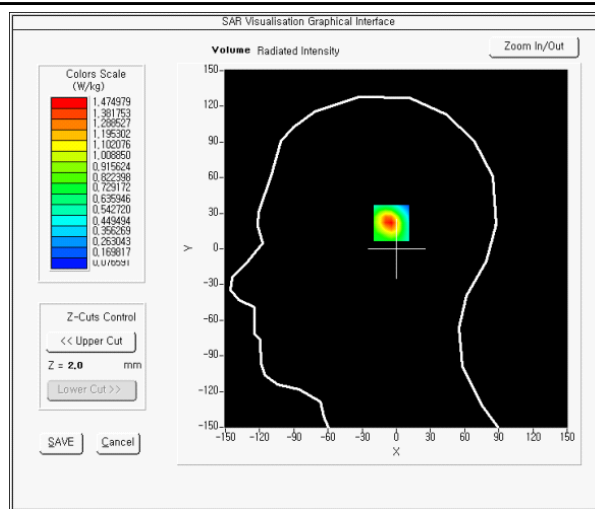 SAR Visualisation Graphical Interface
Volume Radiated Intensity
Zoom In/Out
Colors Scale
(W/kg)
1,474979
1,381753
1,288527
1,195302
1,102076
1,008850
0,915624
0,822398
0,729172
0,635946
0,542720
0,449494
0,356269
0,263043
0,169817
0,076591
Z-Cuts Control
<< Upper Cut
Z = 2.0 mm
Lower Cut >>
SAVE
Cancel
150
120
90
60
30
0
-30
-60
-90
-120
-150
Y
-150 -120 -90 -60 -30 0 30 60 90 120 150
X